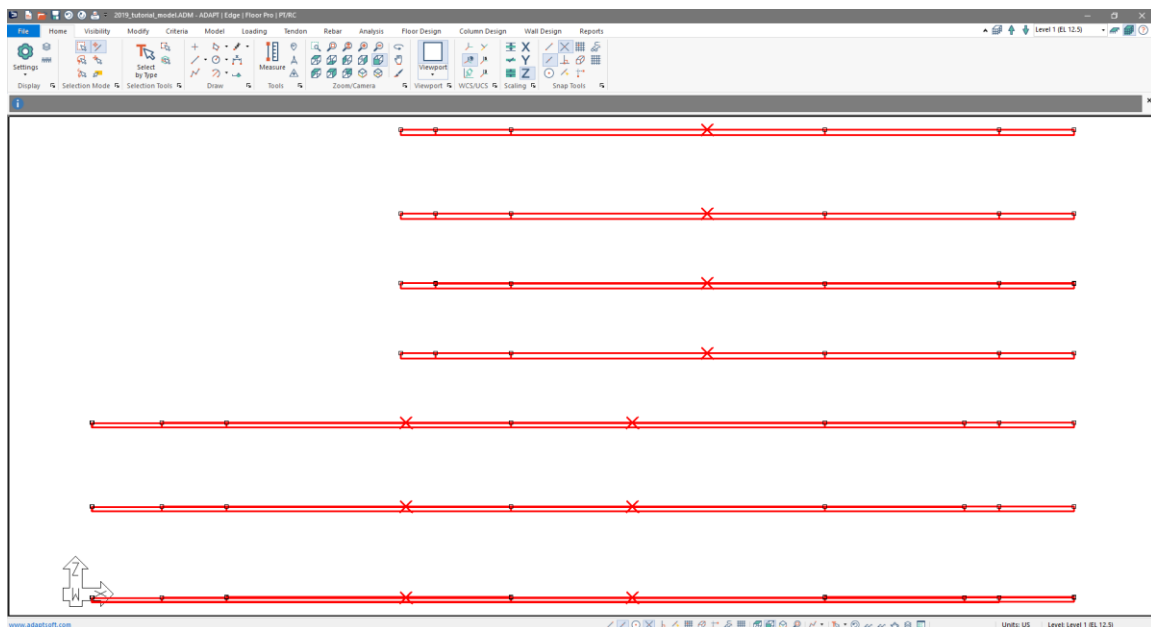 2019_tutorial_model.ADM - ADAPT | Edge | Floor Pro | PT/RC
File Home Visibility Modify Criteria Model Loading Tendon Rebar Analysis Floor Design Column Design Wall Design Reports
Level 1 (EL 12.5)
Settings
Select by Type
Measure
Viewport
X
Y
Z
Display Selection Mode Selection Tools Draw Tools Zoom/Camera Viewport WCS/UCS Scaling Snap Tools
Z
W X
www.adaptsoft.com
Units: US Level: Level 1 (EL 12.5)